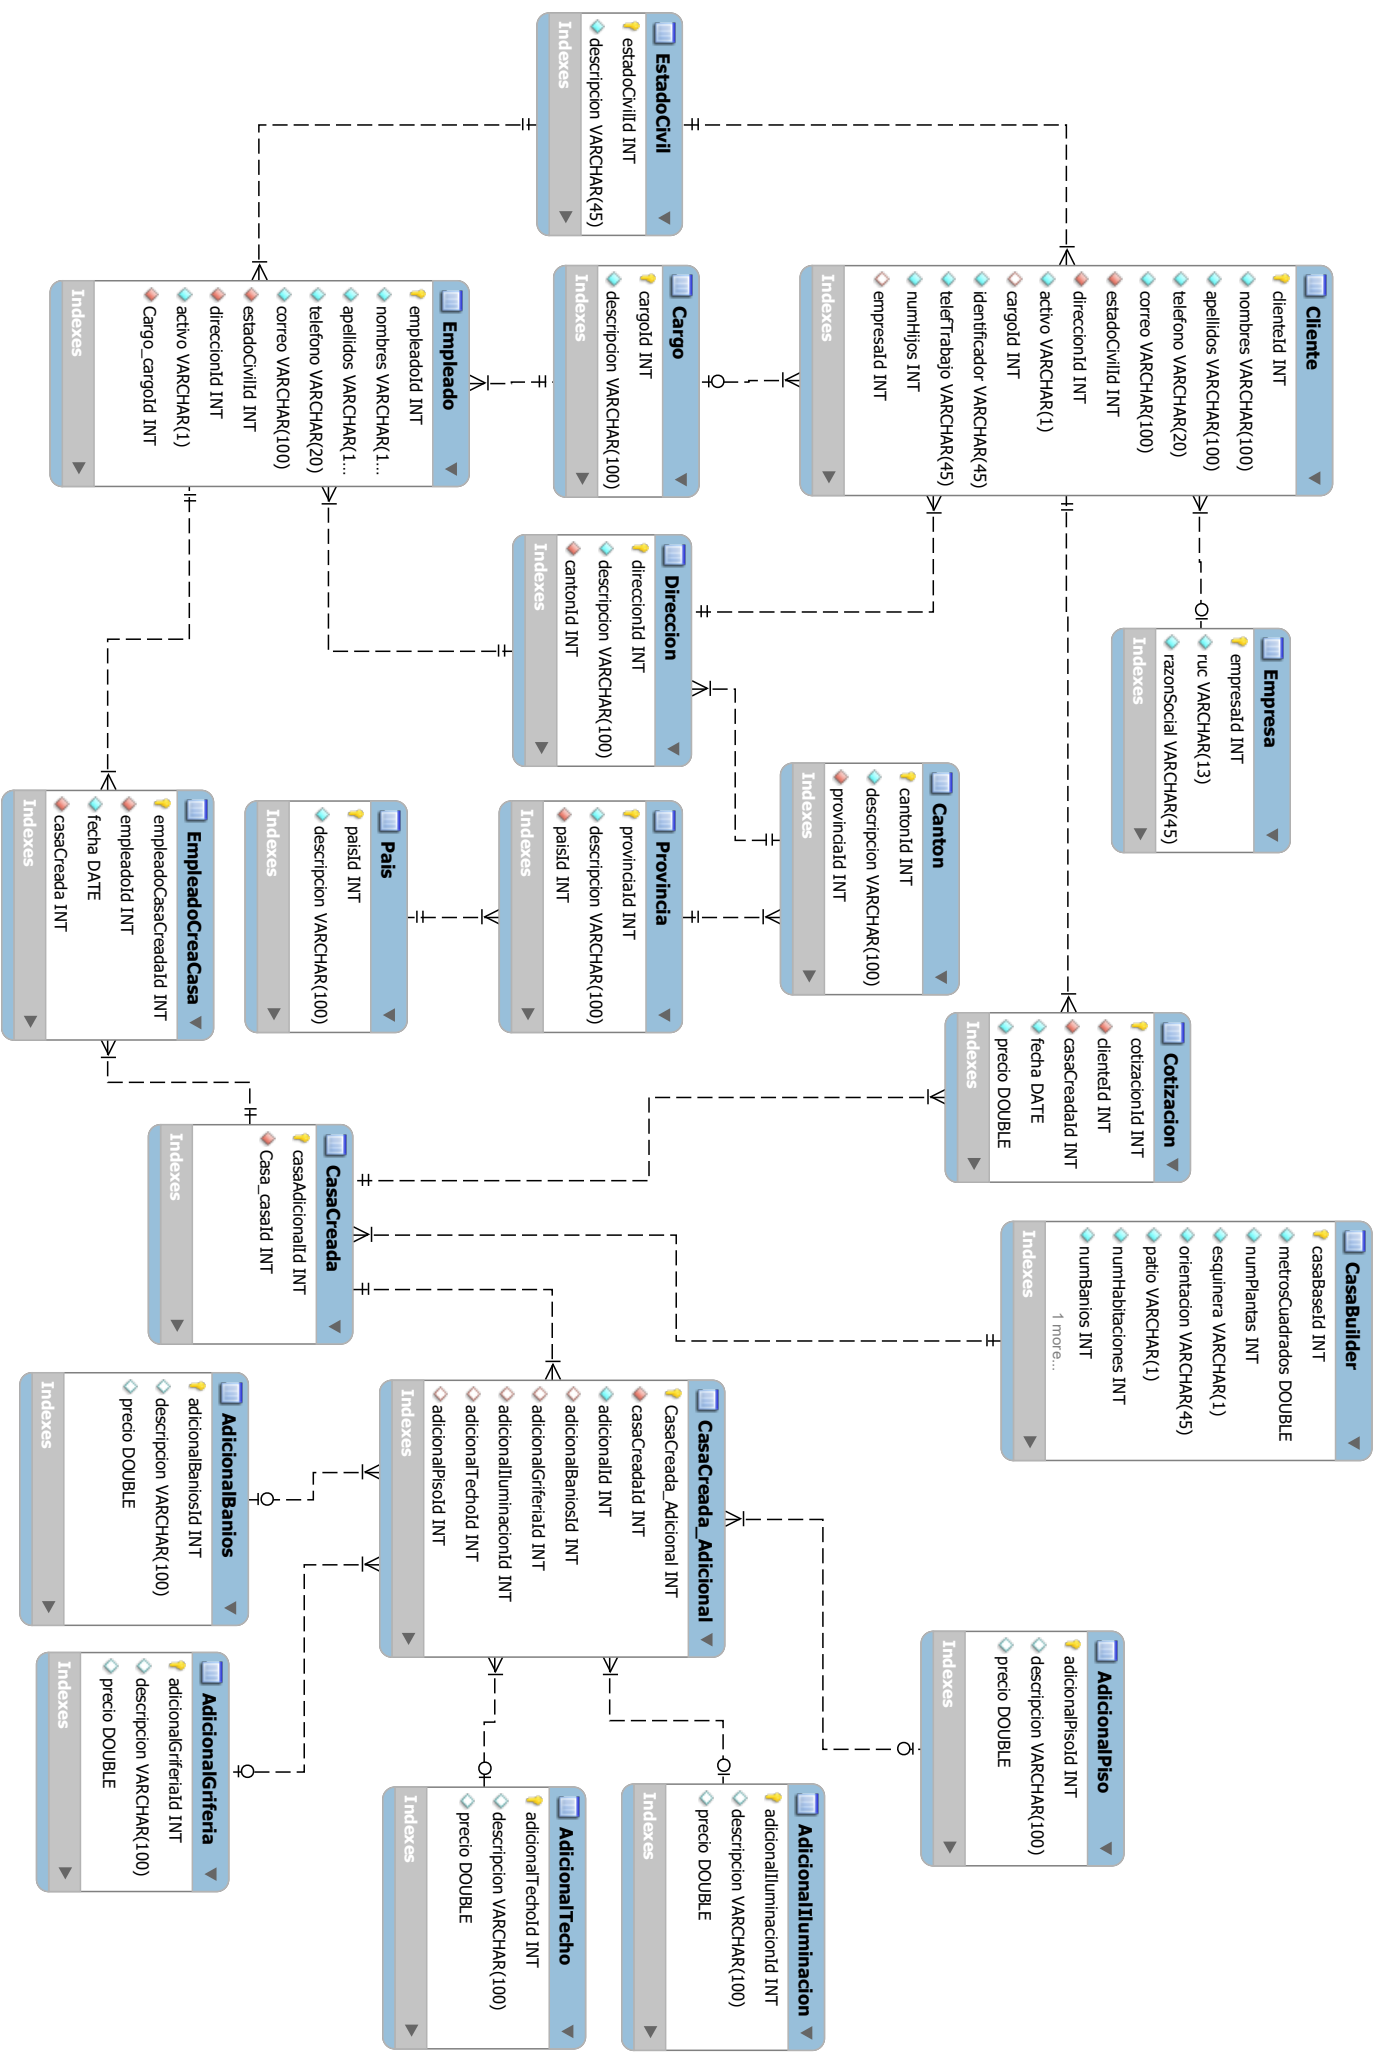 EstadoCivil
estadoCivilId INT
descripcion VARCHAR(45)
Indexes
Cliente
clienteId INT
nombres VARCHAR(100)
apellidos VARCHAR(100)
telefono VARCHAR(20)
correo VARCHAR(100)
estadoCivilId INT
direccionId INT
activo VARCHAR(1)
cargoId INT
identificador VARCHAR(45)
telefTrabajo VARCHAR(45)
numHijos INT
empresaId INT
Indexes
Cargo
cargoId INT
descripcion VARCHAR(100)
Indexes
Empleado
empleadoId INT
nombres VARCHAR(1...
apellidos VARCHAR(1...
telefono VARCHAR(20)
correo VARCHAR(100)
estadoCivilId INT
direccionId INT
activo VARCHAR(1)
Cargo_cargoId INT
Indexes
Empresa
empresaId INT
ruc VARCHAR(13)
razonSocial VARCHAR(45)
Indexes
Direccion
direccionId INT
descripcion VARCHAR(100)
cantonId INT
Indexes
Canton
cantonId INT
descripcion VARCHAR(100)
provinciaId INT
Indexes
Provincia
provinciaId INT
descripcion VARCHAR(100)
paisId INT
Indexes
Pais
paisId INT
descripcion VARCHAR(100)
Indexes
EmpleadoCreaCasa
empleadoCasaCreadaId INT
empleadoId INT
fecha DATE
casaCreada INT
Indexes
Cotizacion
cotizacionId INT
clienteId INT
casaCreadaId INT
fecha DATE
precio DOUBLE
Indexes
CasaCreada
casaAdicionalId INT
Casa_casaId INT
Indexes
CasaBuilder
casaBaseId INT
metrosCuadrados DOUBLE
numPlantas INT
esquinera VARCHAR(1)
orientacion VARCHAR(45)
patio VARCHAR(1)
numHabitaciones INT
numBanios INT
1 more...
Indexes
CasaCreada_Adicional
CasaCreada_Adicional INT
casaCreadaId INT
adicionalId INT
adicionalBaniosId INT
adicionalGriferiaId INT
adicionalIluminacionId INT
adicionalTechoId INT
adicionalPisoId INT
Indexes
AdicionalBanios
adicionalBaniosId INT
descripcion VARCHAR(100)
precio DOUBLE
Indexes
AdicionalPiso
adicionalPisoId INT
descripcion VARCHAR(100)
precio DOUBLE
Indexes
AdicionalGriferia
adicionalGriferiaId INT
descripcion VARCHAR(100)
precio DOUBLE
Indexes
AdicionalIluminacion
adicionalIluminacionId INT
descripcion VARCHAR(100)
precio DOUBLE
Indexes
AdicionalTecho
adicionalTechoId INT
descripcion VARCHAR(100)
precio DOUBLE
Indexes